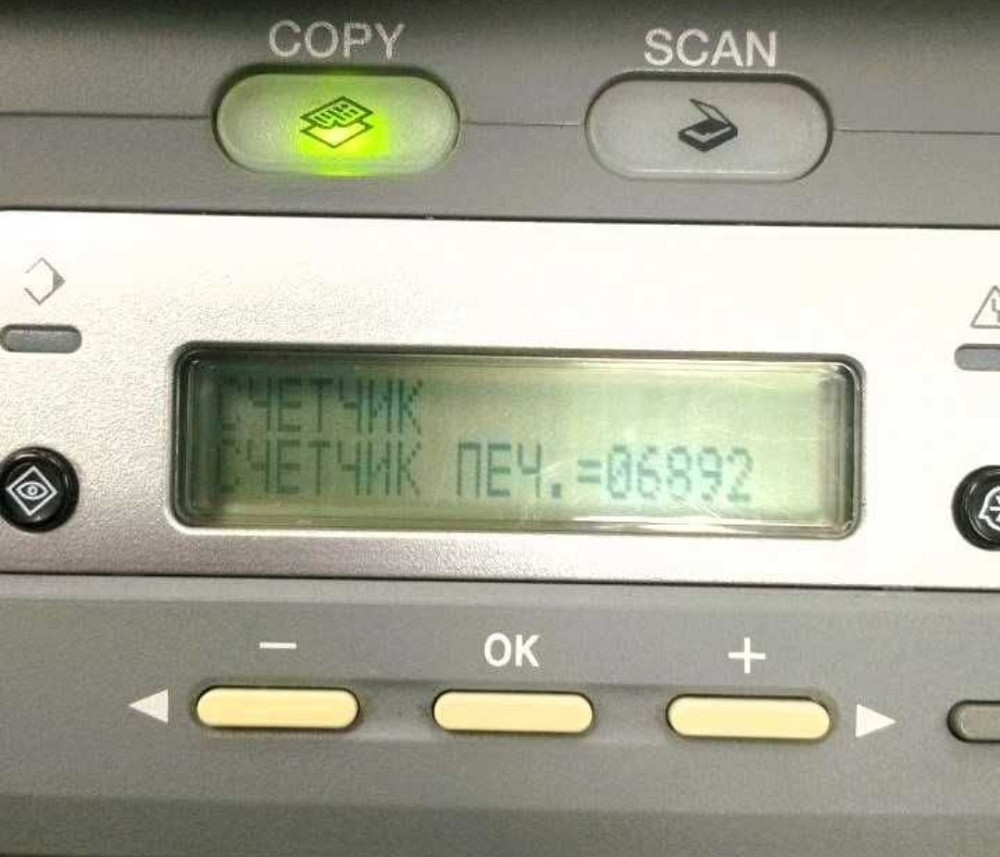 COPY SCAN
СЧЕТЧИК
СЧЕТЧИК ПЕЧ.=06892
− OK +